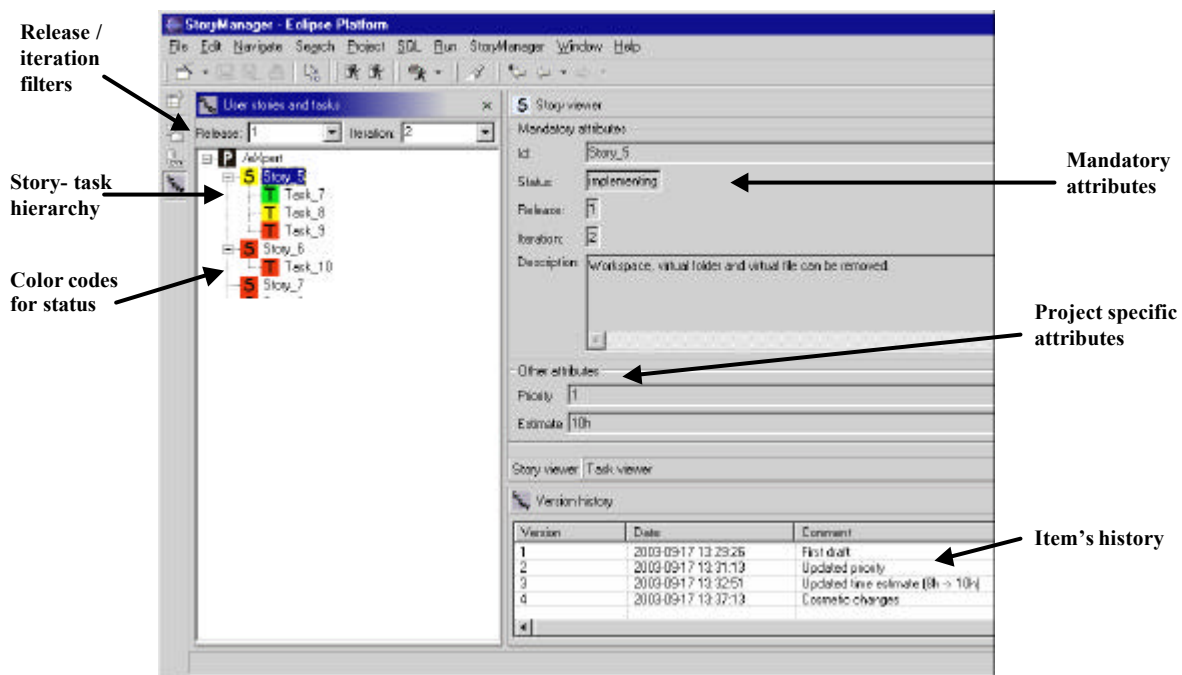 StoryManager - Eclipse Platform
File Edit Navigate Search Project SQL Run StoryManager Window Help
Release /
iteration
filters
User stories and tasks
Release: 1 Iteration: 2
Story_5
Task_7
Task_8
Task_9
Story_6
Task_10
Story_7
Story- task
hierarchy
Color codes
for status
Story viewer
Mandatory attributes
Id: Story_5
Status: implementing
Release: 1
Iteration: 2
Description: Workspace, virtual folder and virtual file can be removed.
Other attributes
Priority 1
Estimate 10h
Story viewer Task viewer
Version history
Version Date Comment
1 2003-09-17 13:29:26 First draft
2 2003-09-17 13:31:13 Updated priority
3 2003-09-17 13:32:51 Updated time estimate (8h -> 10h)
4 2003-09-17 13:37:13 Cosmetic changes
Mandatory
attributes
Project specific
attributes
Item's history